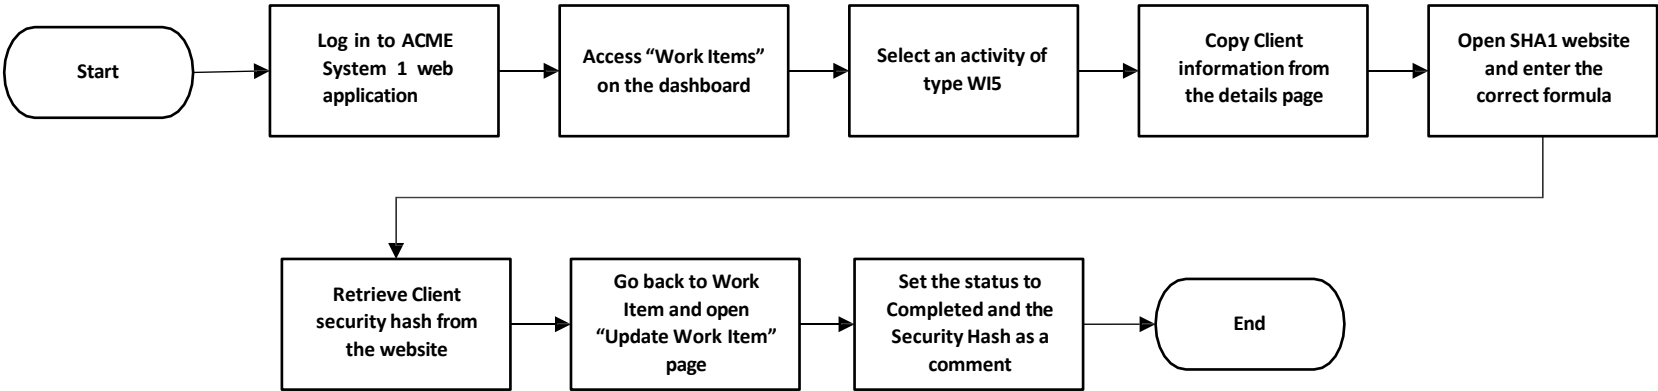 Start
Log in to ACME
System 1 web
application
Access “Work Items”
on the dashboard
Select an activity of
type WI5
Copy Client
information from
the details page
Open SHA1 website
and enter the
correct formula
Retrieve Client
security hash from
the website
Go back to Work
Item and open
“Update Work Item”
page
Set the status to
Completed and the
Security Hash as a
comment
End